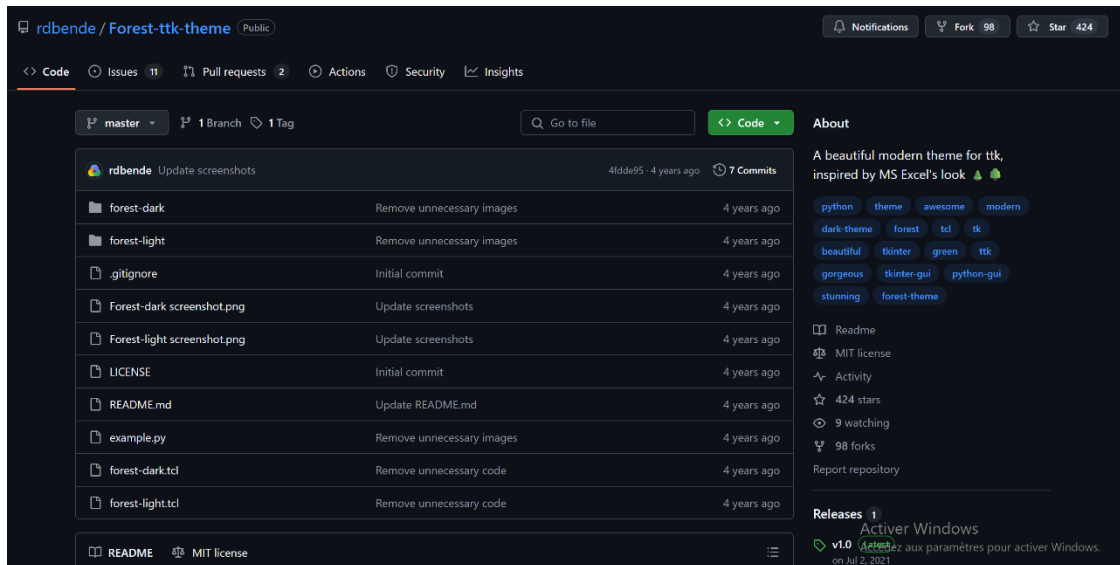 rdbende / Forest-ttk-theme Public
Notifications Fork 98 Star 424
Code Issues 11 Pull requests 2 Actions Security Insights
master 1 Branch 1 Tag Go to file Code
rdbende Update screenshots 4fdde95 · 4 years ago 7 Commits
forest-dark Remove unnecessary images 4 years ago
forest-light Remove unnecessary images 4 years ago
.gitignore Initial commit 4 years ago
Forest-dark screenshot.png Update screenshots 4 years ago
Forest-light screenshot.png Update screenshots 4 years ago
LICENSE Initial commit 4 years ago
README.md Update README.md 4 years ago
example.py Remove unnecessary images 4 years ago
forest-dark.tcl Remove unnecessary code 4 years ago
forest-light.tcl Remove unnecessary code 4 years ago
README MIT license
About
A beautiful modern theme for ttk,
inspired by MS Excel's look
python theme awesome modern
dark-theme forest tcl tk
beautiful tkinter green ttk
gorgeous tkinter-gui python-gui
stunning forest-theme
Readme
MIT license
Activity
424 stars
9 watching
98 forks
Report repository
Releases 1
Activer Windows
v1.0 Latest
Accédez aux paramètres pour activer Windows.
on Jul 2, 2021